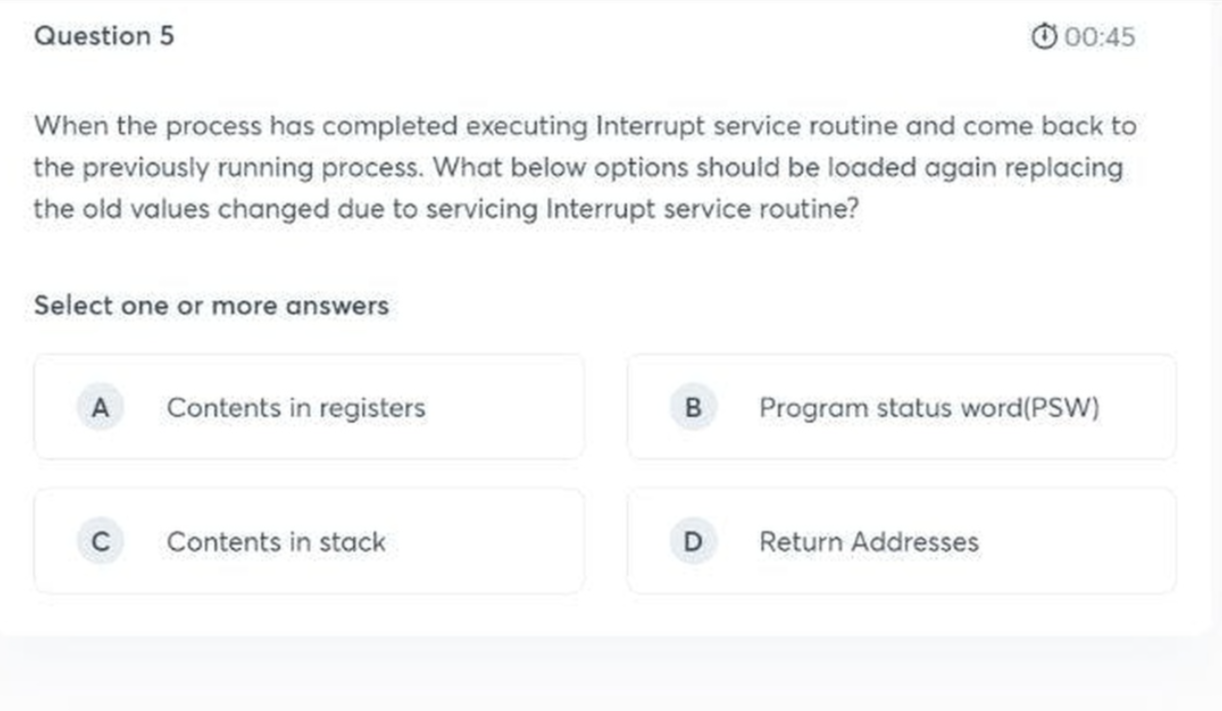 Question 5
00:45
When the process has completed executing Interrupt service routine and come back to
the previously running process. What below options should be loaded again replacing
the old values changed due to servicing Interrupt service routine?
Select one or more answers
A Contents in registers
B Program status word(PSW)
C Contents in stack
D Return Addresses